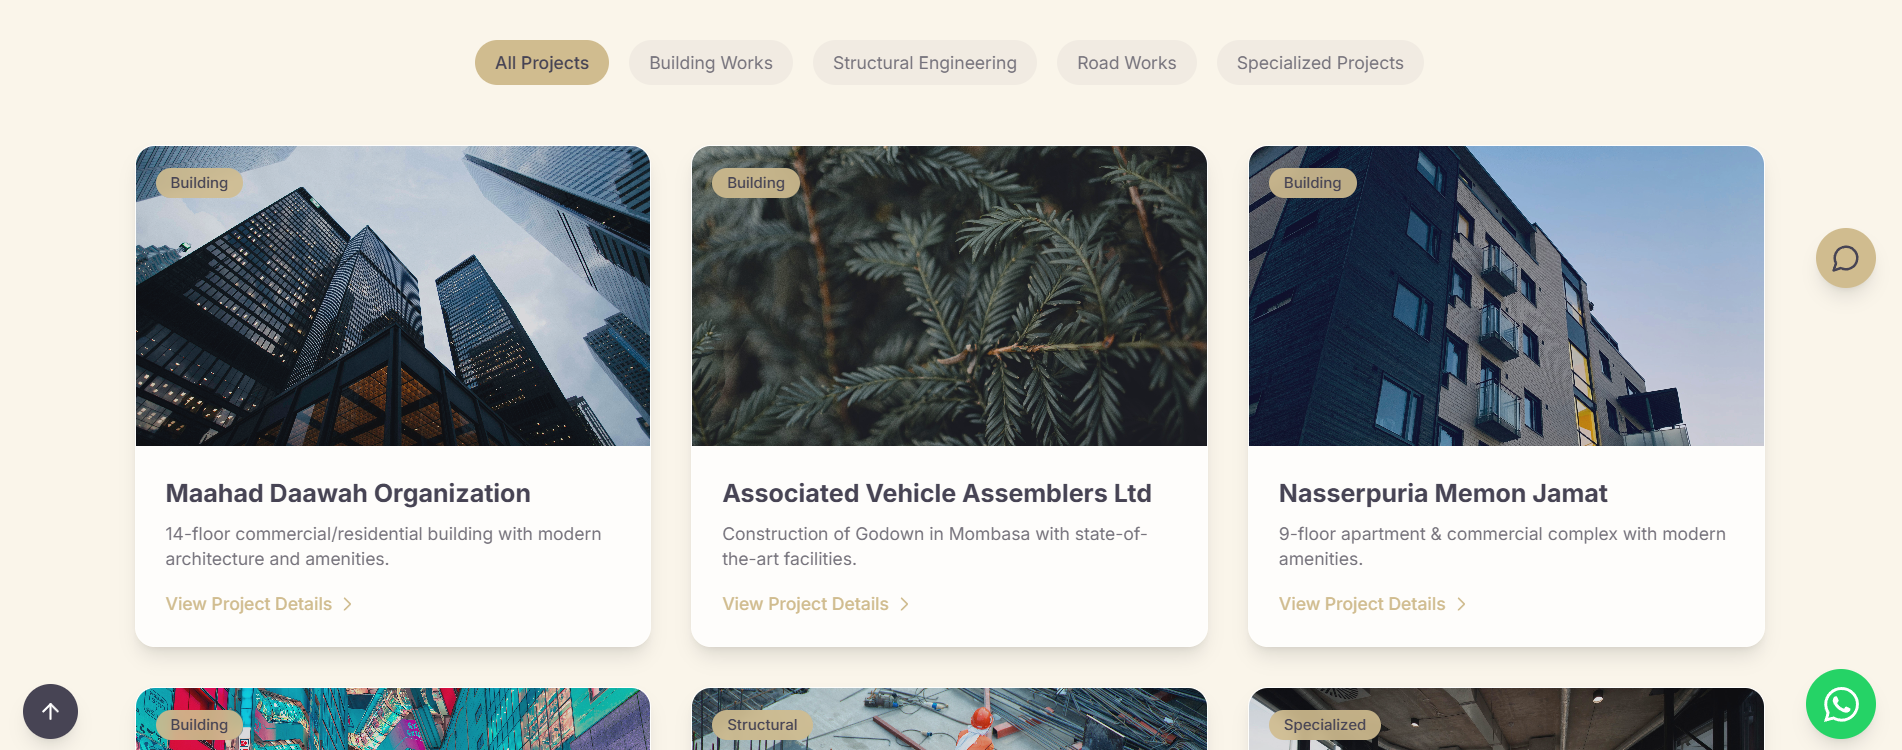 All Projects
Building Works
Structural Engineering
Road Works
Specialized Projects
Building
Building
Building
Maahad Daawah Organization
14-floor commercial/residential building with modern
architecture and amenities.
View Project Details
Associated Vehicle Assemblers Ltd
Construction of Godown in Mombasa with state-of-
the-art facilities.
View Project Details
Nasserpuria Memon Jamat
9-floor apartment & commercial complex with modern
amenities.
View Project Details
Building
Structural
Specialized